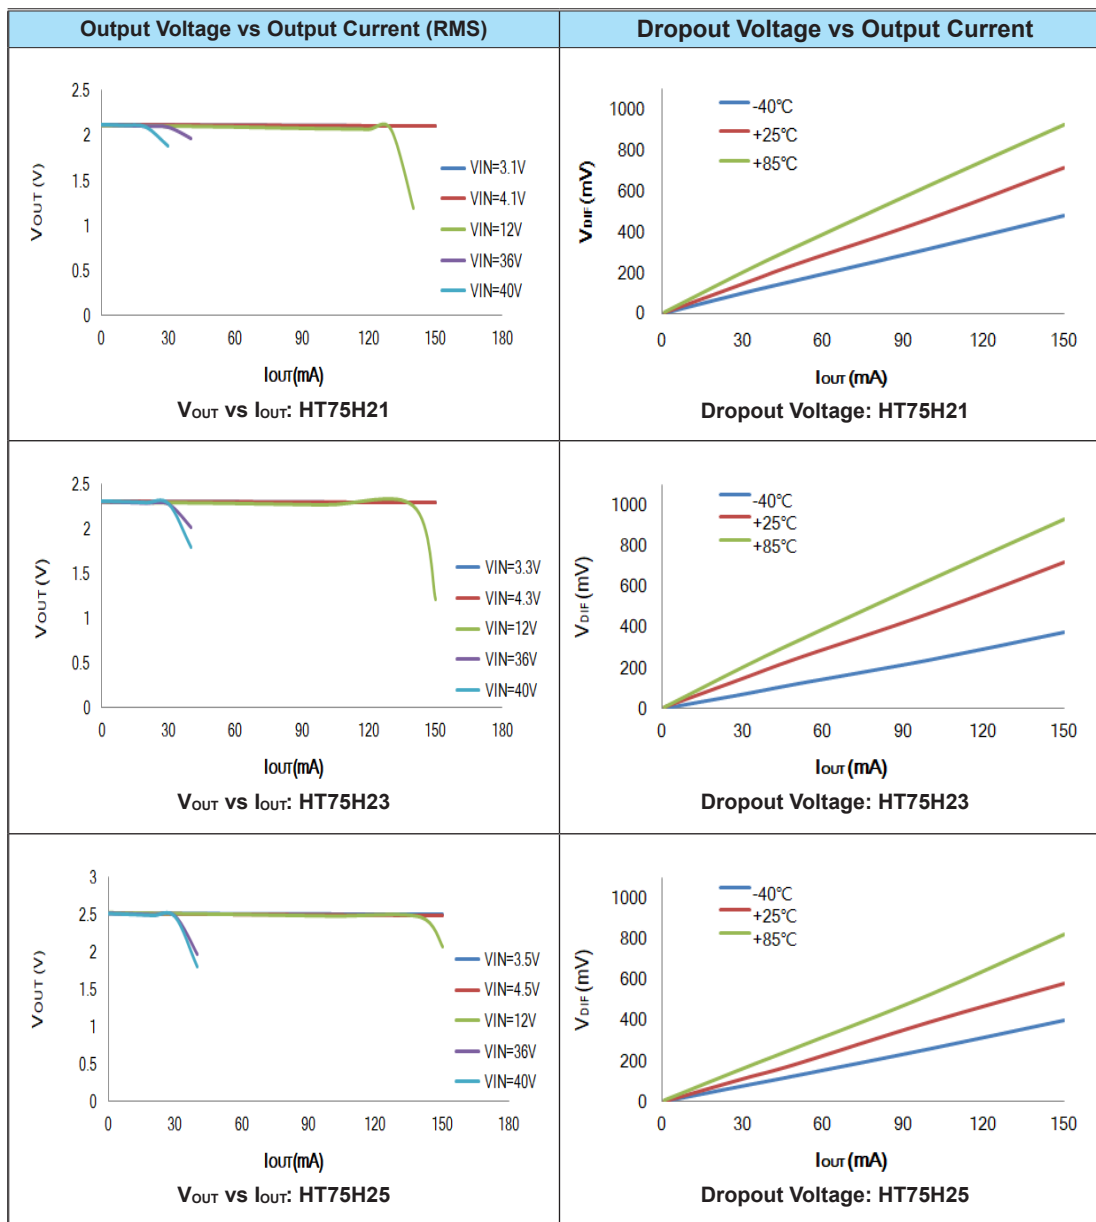 Output Voltage vs Output Current (RMS)
Dropout Voltage vs Output Current
2.5
2
1.5
1
0.5
0
VOUT (V)
0 30 60 90 120 150 180
IOUT(mA)
VIN=3.1V
VIN=4.1V
VIN=12V
VIN=36V
VIN=40V
VOUT vs IOUT: HT75H21
1000
800
600
400
200
0
VDIF (mV)
0 30 60 90 120 150
IOUT (mA)
-40℃
+25℃
+85℃
Dropout Voltage: HT75H21
2.5
2
1.5
1
0.5
0
VOUT (V)
0 30 60 90 120 150 180
IOUT(mA)
VIN=3.3V
VIN=4.3V
VIN=12V
VIN=36V
VIN=40V
VOUT vs IOUT: HT75H23
1000
800
600
400
200
0
VDIF (mV)
0 30 60 90 120 150
IOUT (mA)
-40℃
+25℃
+85℃
Dropout Voltage: HT75H23
3
2.5
2
1.5
1
0.5
0
VOUT (V)
0 30 60 90 120 150 180
IOUT(mA)
VIN=3.5V
VIN=4.5V
VIN=12V
VIN=36V
VIN=40V
VOUT vs IOUT: HT75H25
1000
800
600
400
200
0
VDIF (mV)
0 30 60 90 120 150
IOUT (mA)
-40℃
+25℃
+85℃
Dropout Voltage: HT75H25